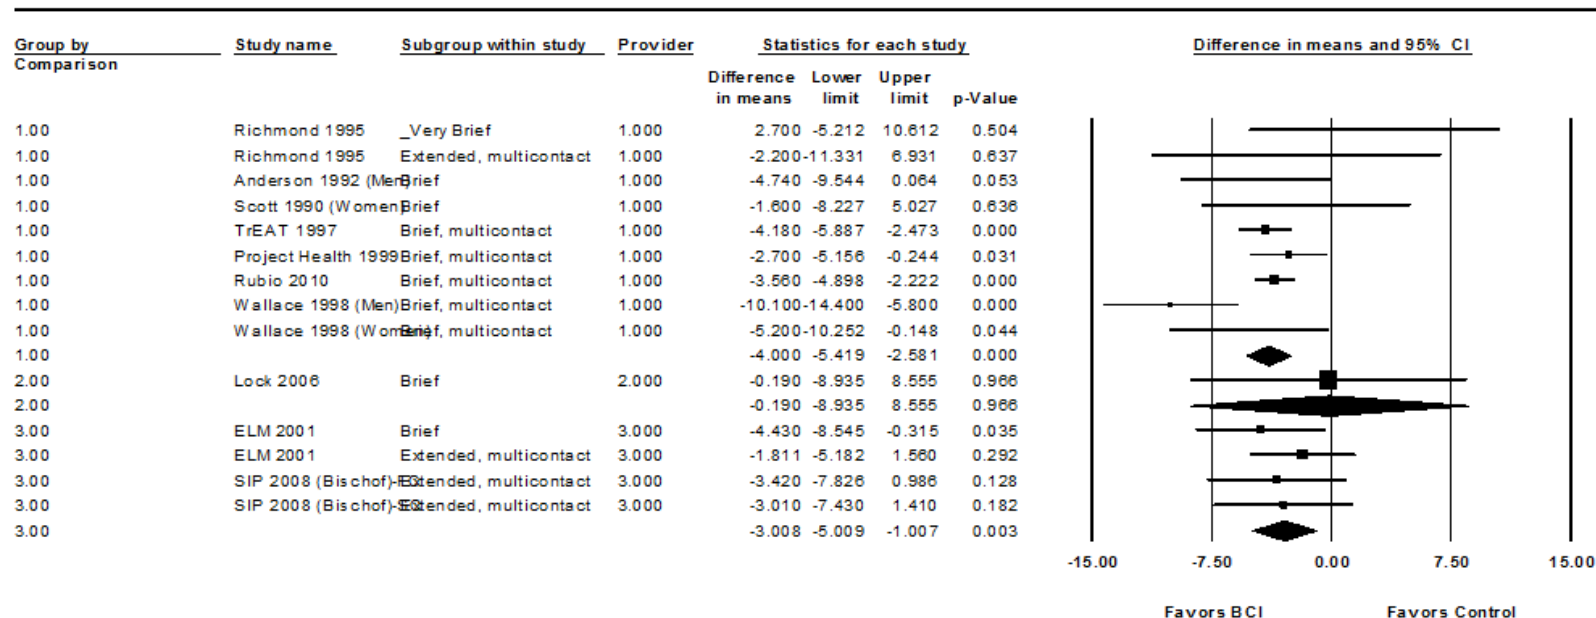 Group by Study name Subgroup within study Provider Statistics for each study Difference in means and 95% CI
Comparison
Difference Lower Upper
in means limit limit p-Value
1.00 Richmond 1995 _Very Brief 1.000 2.700 -5.212 10.612 0.504
1.00 Richmond 1995 Extended, multicontact 1.000 -2.200 -11.331 6.931 0.637
1.00 Anderson 1992 (Men) Brief 1.000 -4.740 -9.544 0.064 0.053
1.00 Scott 1990 (Women) Brief 1.000 -1.600 -8.227 5.027 0.636
1.00 TrEAT 1997 Brief, multicontact 1.000 -4.180 -5.887 -2.473 0.000
1.00 Project Health 1999 Brief, multicontact 1.000 -2.700 -5.156 -0.244 0.031
1.00 Rubio 2010 Brief, multicontact 1.000 -3.560 -4.898 -2.222 0.000
1.00 Wallace 1998 (Men) Brief, multicontact 1.000 -10.100 -14.400 -5.800 0.000
1.00 Wallace 1998 (Women) Brief, multicontact 1.000 -5.200 -10.252 -0.148 0.044
1.00 -4.000 -5.419 -2.581 0.000
2.00 Lock 2006 Brief 2.000 -0.190 -8.935 8.555 0.966
2.00 -0.190 -8.935 8.555 0.966
3.00 ELM 2001 Brief 3.000 -4.430 -8.545 -0.315 0.035
3.00 ELM 2001 Extended, multicontact 3.000 -1.811 -5.182 1.560 0.292
3.00 SIP 2008 (Bischof)- Extended, multicontact 3.000 -3.420 -7.826 0.986 0.128
3.00 SIP 2008 (Bischof)- Extended, multicontact 3.000 -3.010 -7.430 1.410 0.182
3.00 -3.008 -5.009 -1.007 0.003
-15.00 -7.50 0.00 7.50 15.00
Favors BCI Favors Control